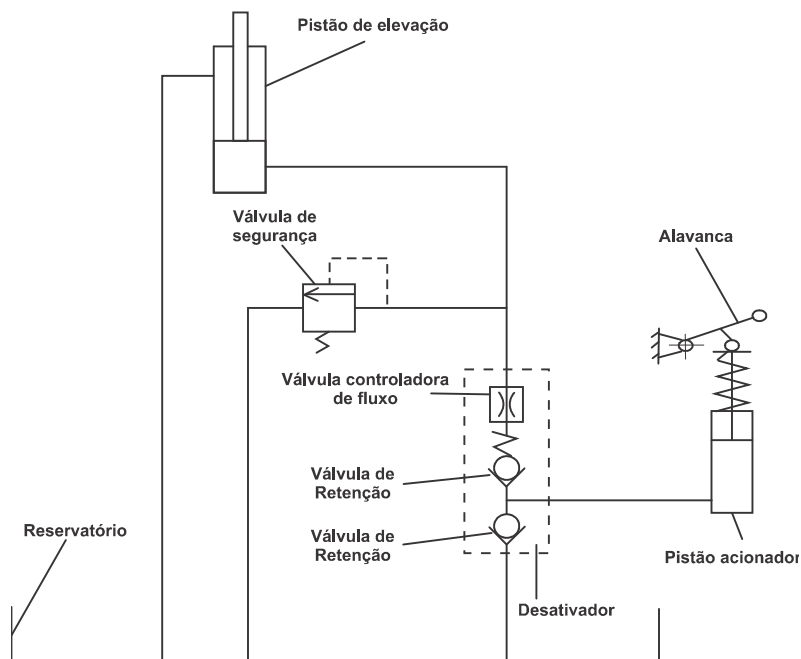 Pistão de elevação
Válvula de
segurança
Alavanca
Válvula controladora
de fluxo
Válvula de
Retenção
Válvula de
Retenção
Reservatório
Pistão acionador
Desativador